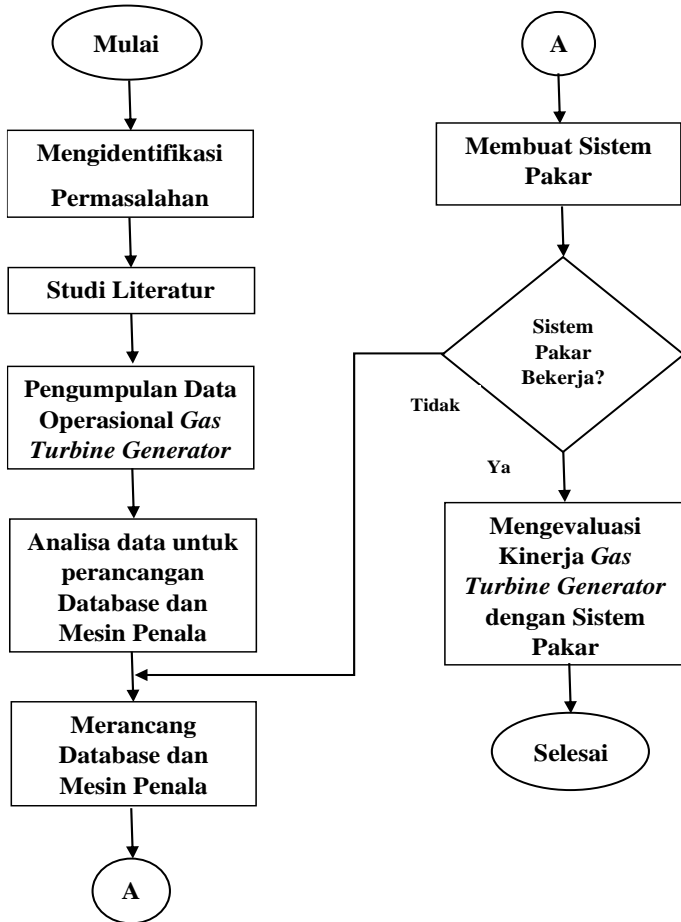 Mulai
Mengidentifikasi
Permasalahan
Studi Literatur
Pengumpulan Data
Operasional Gas
Turbine Generator
Analisa data untuk
perancangan
Database dan
Mesin Penala
Merancang
Database dan
Mesin Penala
A
A
Membuat Sistem
Pakar
Sistem
Pakar
Bekerja?
Tidak
Ya
Mengevaluasi
Kinerja Gas
Turbine Generator
dengan Sistem
Pakar
Selesai